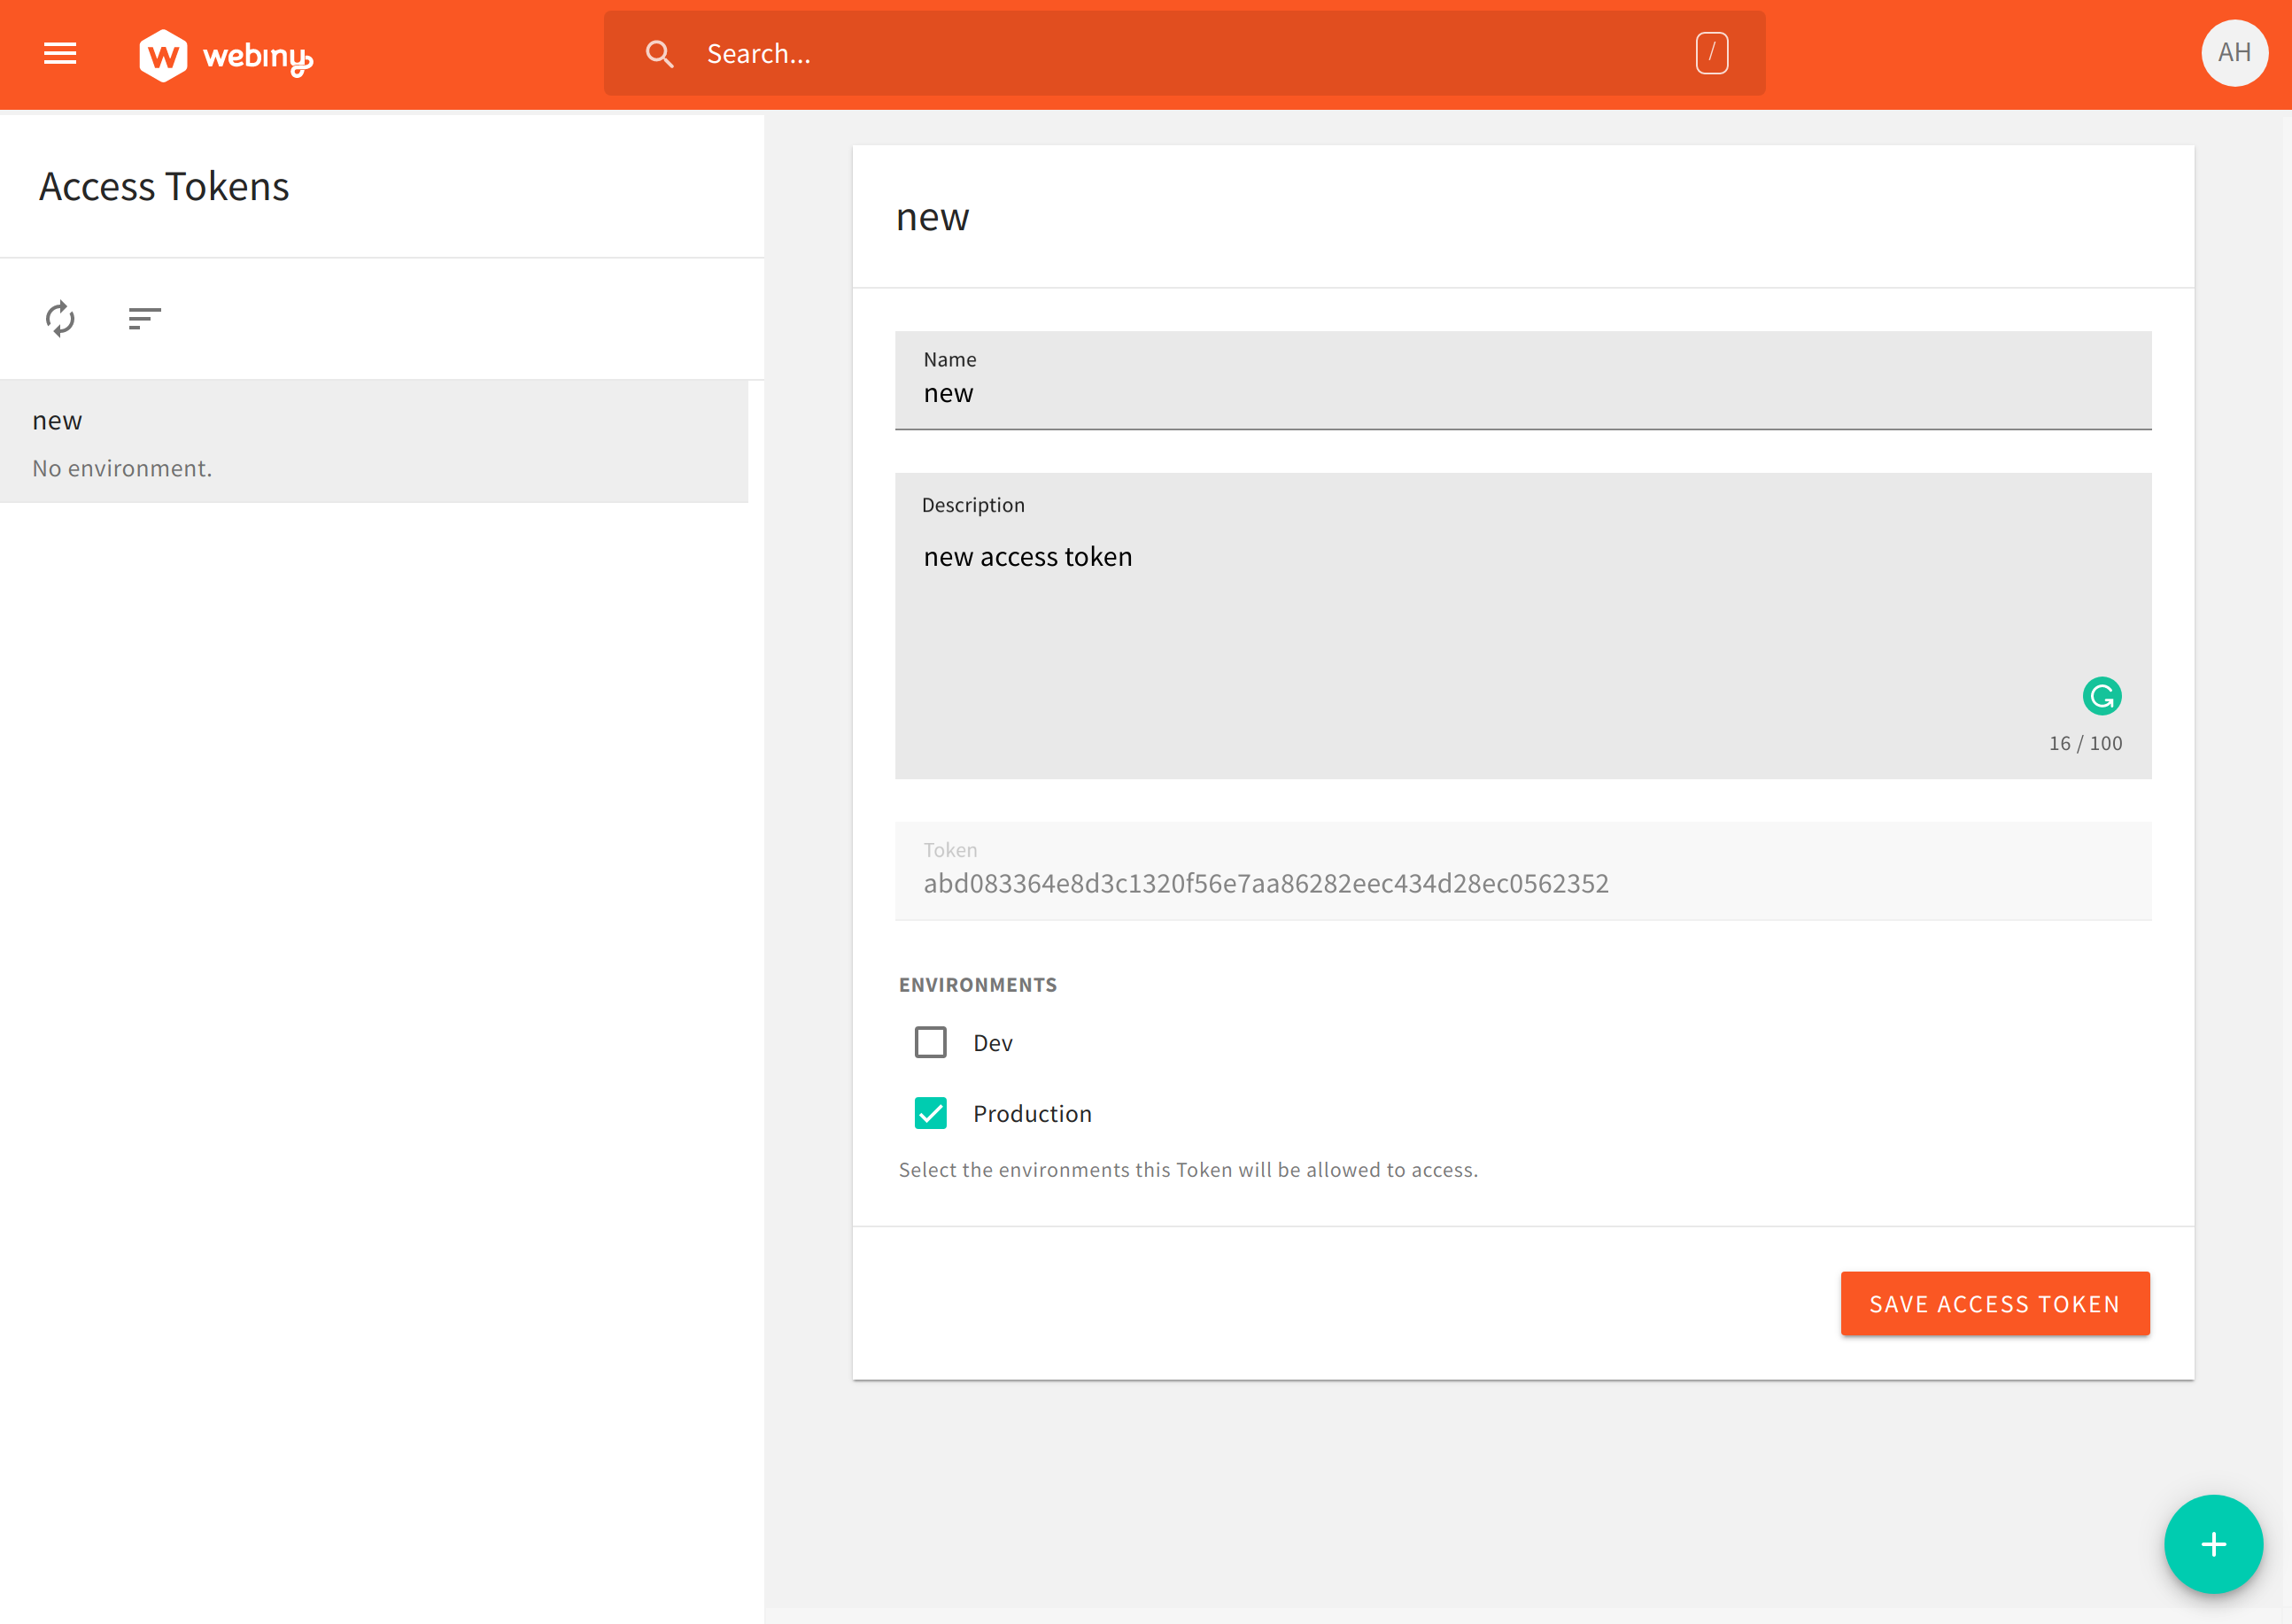 webiny
Search...
/
AH
Access Tokens
new
No environment.
new
Name
new
Description
new access token
16 / 100
Token
abd083364e8d3c1320f56e7aa86282eec434d28ec0562352
ENVIRONMENTS
Dev
Production
Select the environments this Token will be allowed to access.
SAVE ACCESS TOKEN